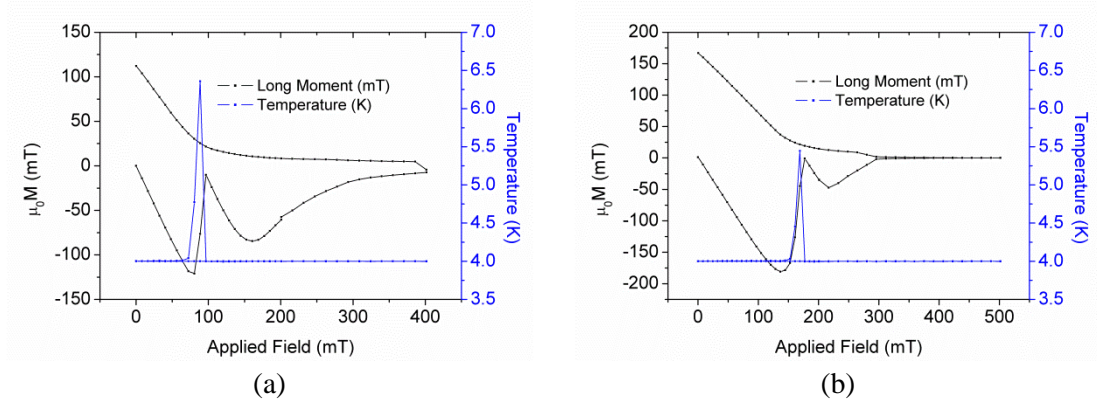 150
100
50
0
-50
-100
-150
μ₀M (mT)
0 100 200 300 400
Applied Field (mT)
Long Moment (mT)
Temperature (K)
7.0
6.5
6.0
5.5
5.0
4.5
4.0
3.5
Temperature (K)
(a)
200
150
100
50
0
-50
-100
-150
-200
μ₀M (mT)
0 100 200 300 400 500
Applied Field (mT)
Long Moment (mT)
Temperature (K)
7.0
6.5
6.0
5.5
5.0
4.5
4.0
3.5
Temperature (K)
(b)